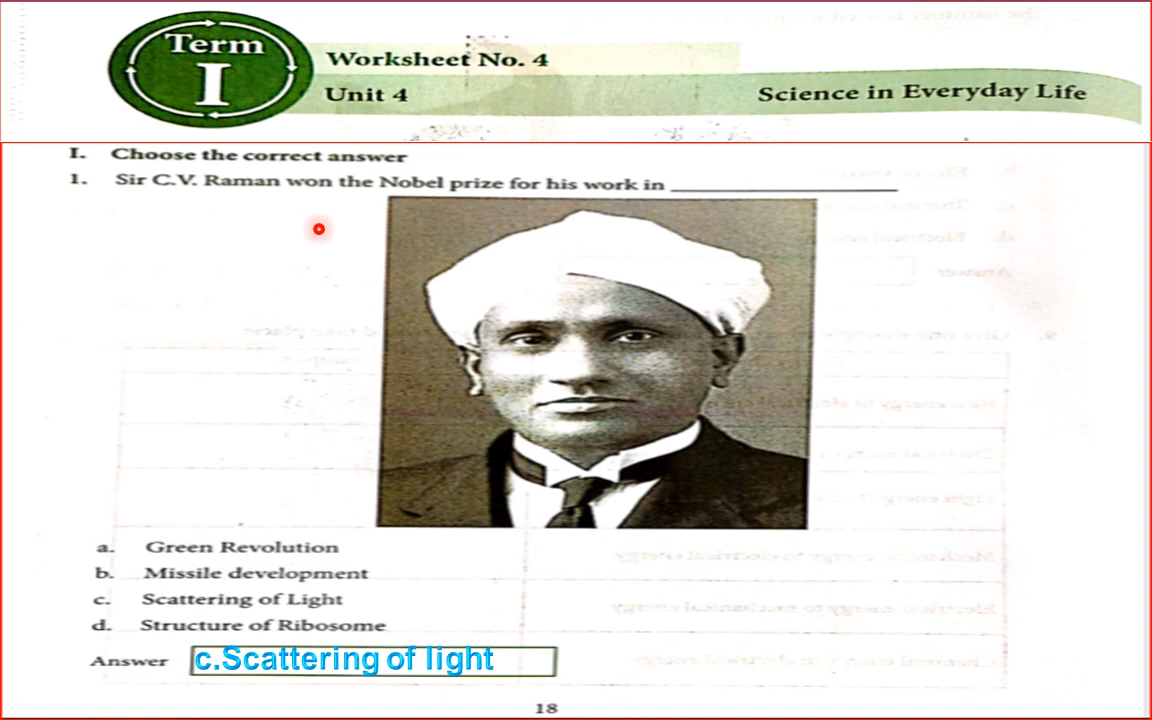 Term
I
Worksheet No. 4
Unit 4
Science in Everyday Life
I. Choose the correct answer
1. Sir C.V. Raman won the Nobel prize for his work in
a. Green Revolution
b. Missile development
c. Scattering of Light
d. Structure of Ribosome
Answer c.Scattering of light
18